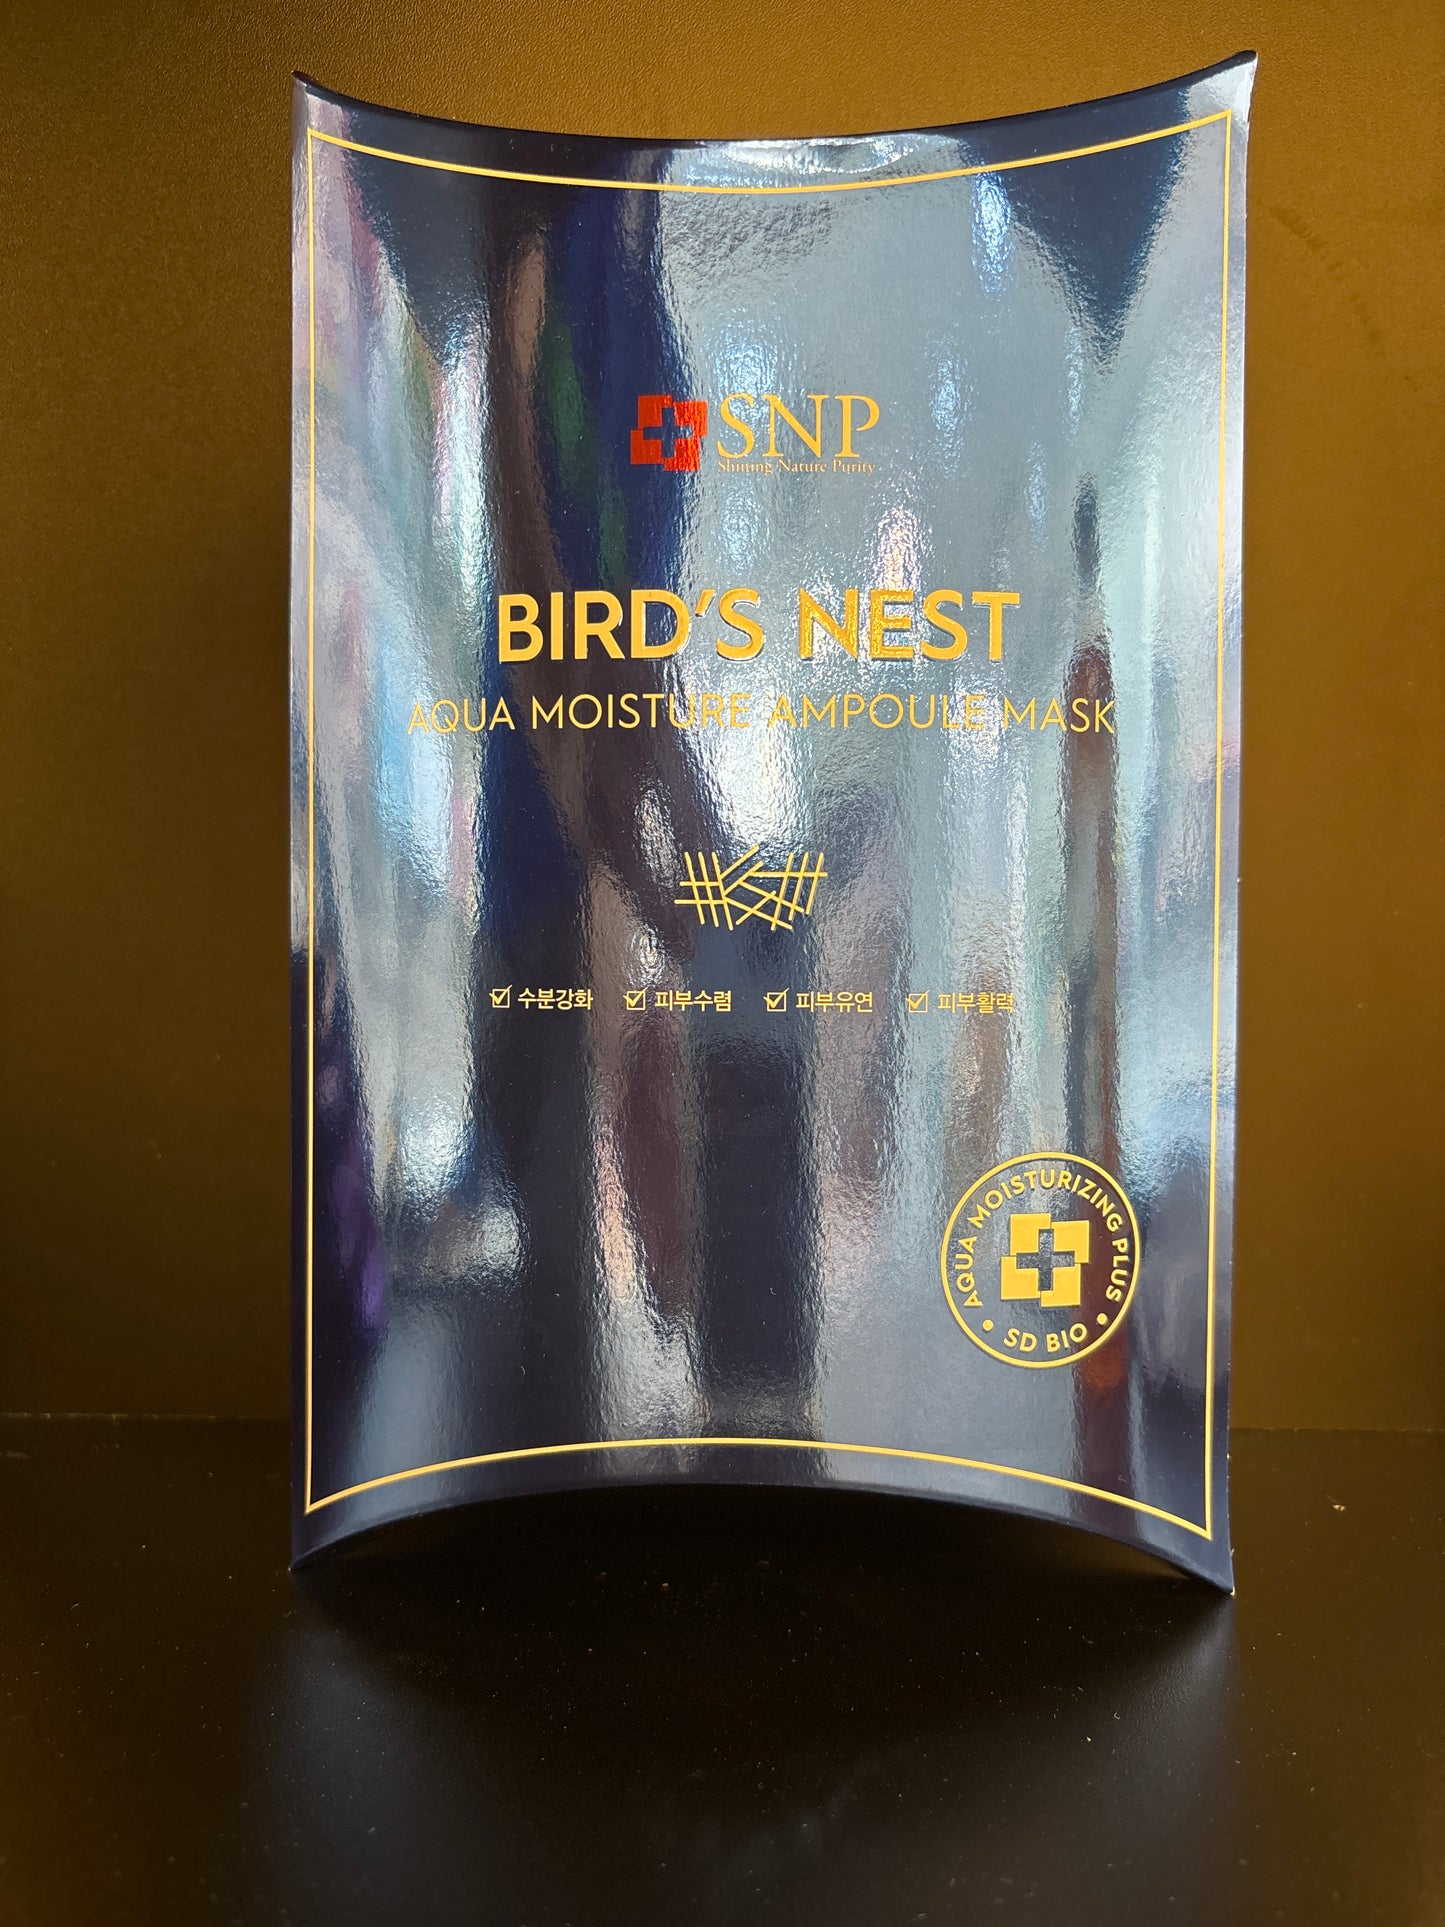 SNP
Shining Nature Purity
BIRD'S NEST
AQUA MOISTURE AMPOULE MASK
수분강화 피부수렴 피부유연 피부활력
AQUA MOISTURIZING PLUS
• SD BIO •